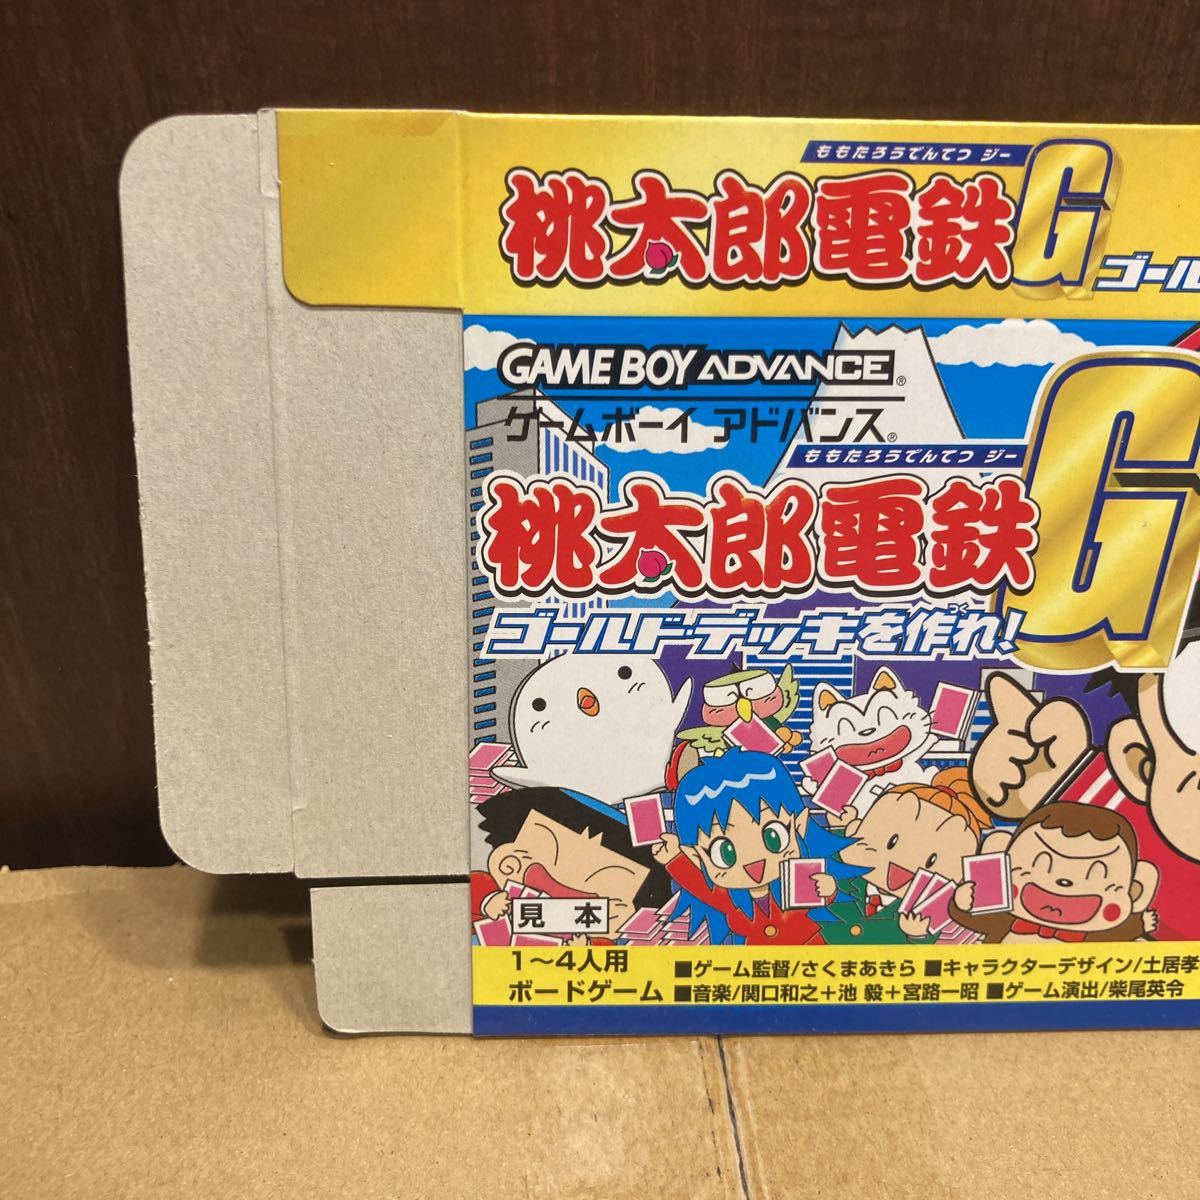 ももたろうでんてつ ジー
桃太郎電鉄G
ゴール
GAME BOY ADVANCE®
ゲームボーイ アドバンス®
ももたろうでんてつ ジー
桃太郎電鉄G
つく
ゴールド・デッキを作れ!
見本
1〜4人用
ボードゲーム
■ゲーム監督/さくまあきら ■キャラクターデザイン/土居孝
■音楽/関口和之+池 毅+宮路一昭 ■ゲーム演出/柴尾英令